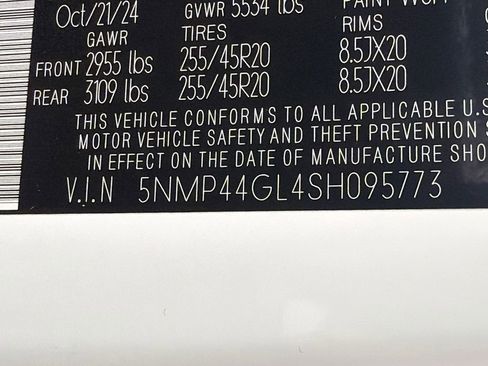 Oct/21/24 GVWR 5534 lbs
GAWR TIRES RIMS
FRONT 2955 lbs 255/45R20 8.5JX20
REAR 3109 lbs 255/45R20 8.5JX20
THIS VEHICLE CONFORMS TO ALL APPLICABLE U.S
MOTOR VEHICLE SAFETY AND THEFT PREVENTION S
IN EFFECT ON THE DATE OF MANUFACTURE SHO
V.I.N 5NMP44GL4SH095773